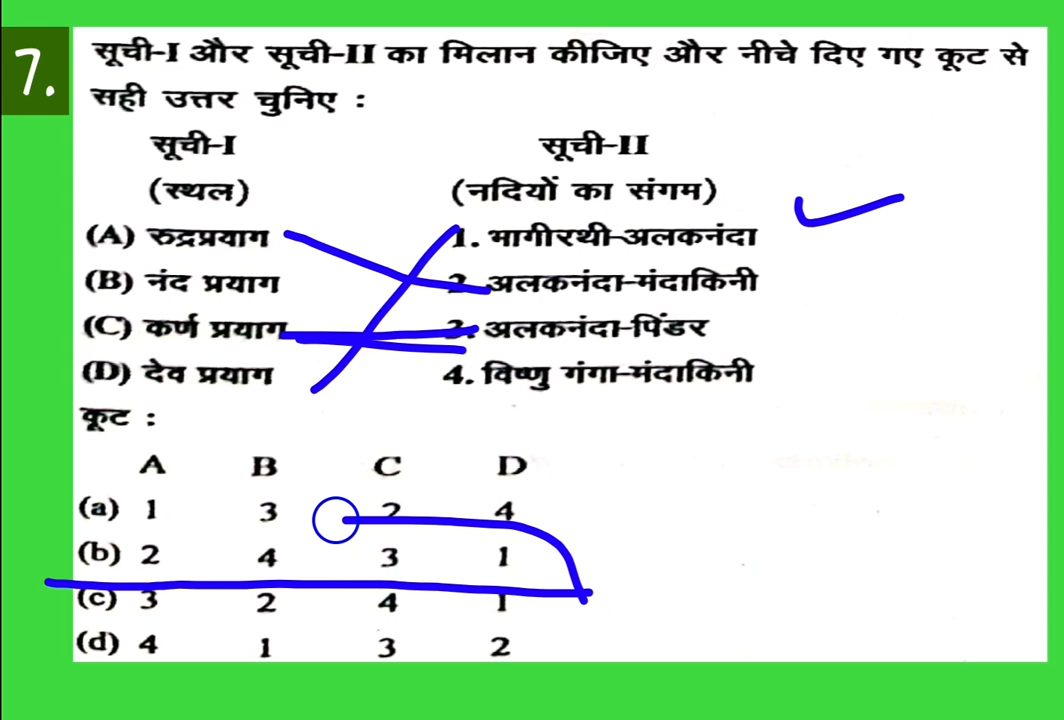 7.
सूची-I और सूची-II का मिलान कीजिए और नीचे दिए गए कूट से
सही उत्तर चुनिए :
सूची-I सूची-II
(स्थल) (नदियों का संगम)
(A) रुद्रप्रयाग 1. भागीरथी-अलकनंदा
(B) नंद प्रयाग 2. अलकनंदा-मंदाकिनी
(C) कर्ण प्रयाग 3. अलकनंदा-पिंडर
(D) देव प्रयाग 4. विष्णु गंगा-मंदाकिनी
कूट :
A B C D
(a) 1 3 2 4
(b) 2 4 3 1
(c) 3 2 4 1
(d) 4 1 3 2